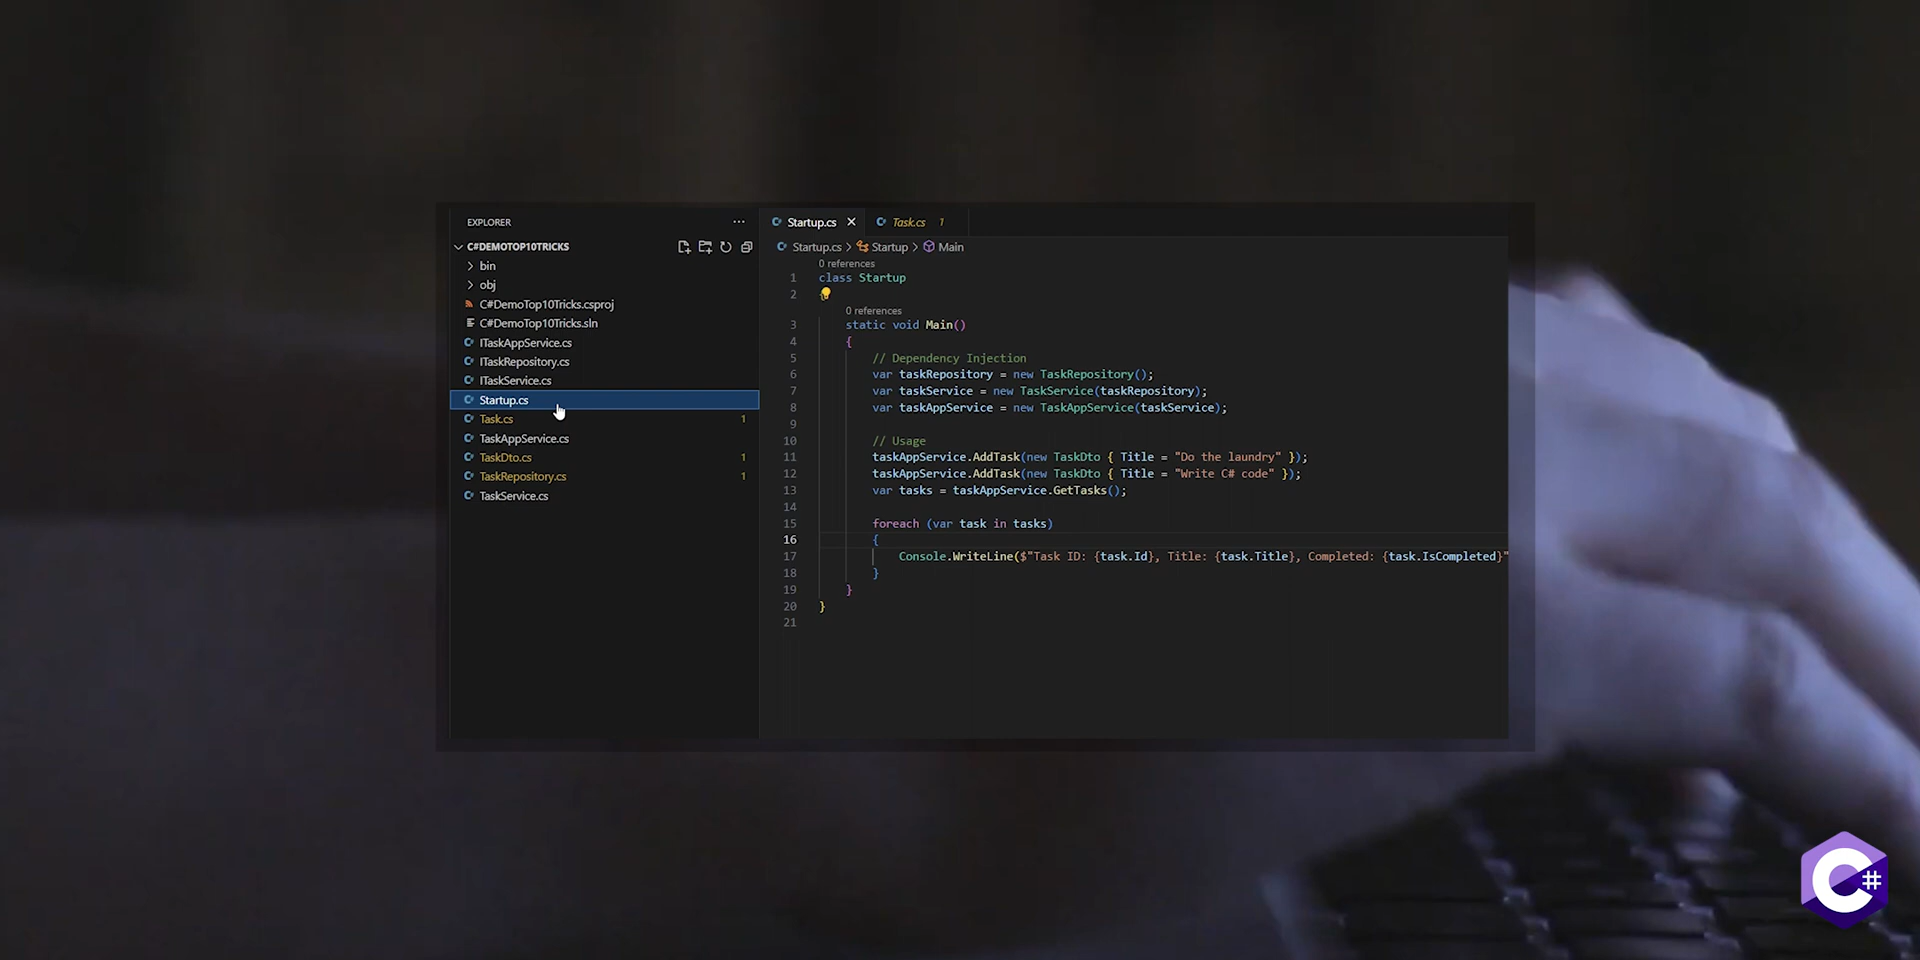 EXPLORER
C#DEMOTOP10TRICKS
bin
obj
C#DemoTop10Tricks.csproj
C#DemoTop10Tricks.sln
ITaskAppService.cs
ITaskRepository.cs
ITaskService.cs
Startup.cs
Task.cs 1
TaskAppService.cs
TaskDto.cs 1
TaskRepository.cs 1
TaskService.cs
Startup.cs Task.cs 1
Startup.cs > Startup > Main
0 references
1 class Startup
2
0 references
3 static void Main()
4 {
5 // Dependency Injection
6 var taskRepository = new TaskRepository();
7 var taskService = new TaskService(taskRepository);
8 var taskAppService = new TaskAppService(taskService);
9
10 // Usage
11 taskAppService.AddTask(new TaskDto { Title = "Do the laundry" });
12 taskAppService.AddTask(new TaskDto { Title = "Write C# code" });
13 var tasks = taskAppService.GetTasks();
14
15 foreach (var task in tasks)
16 {
17 Console.WriteLine($"Task ID: {task.Id}, Title: {task.Title}, Completed: {task.IsCompleted}"
18 }
19 }
20 }
21
C#